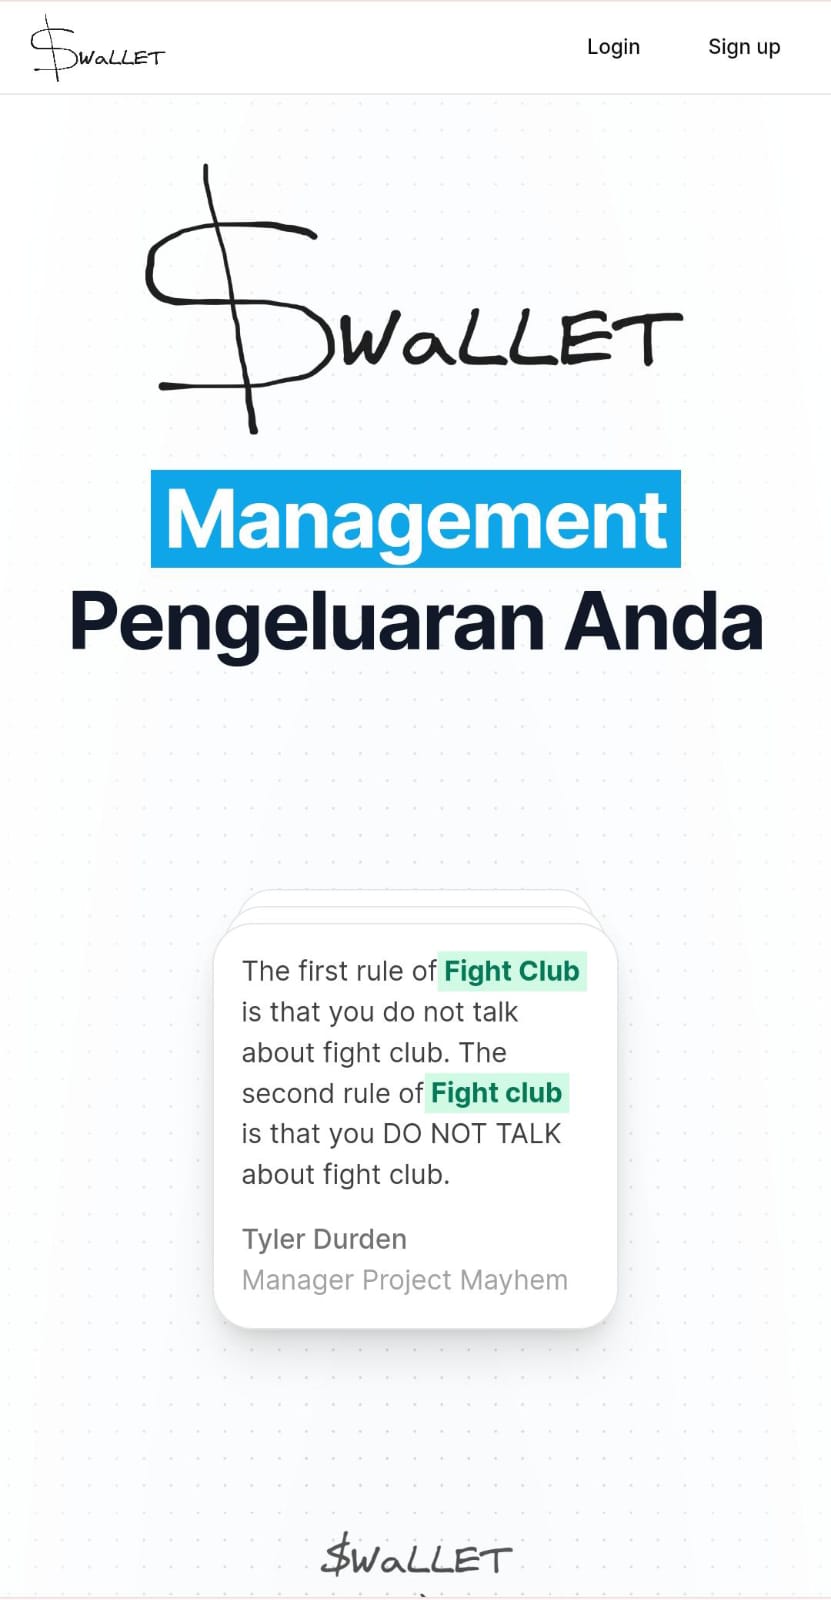 $WaLLET
Login
Sign up
$WaLLET
Management
Pengeluaran Anda
The first rule of Fight Club
is that you do not talk
about fight club. The
second rule of Fight club
is that you DO NOT TALK
about fight club.
Tyler Durden
Manager Project Mayhem
$WaLLET